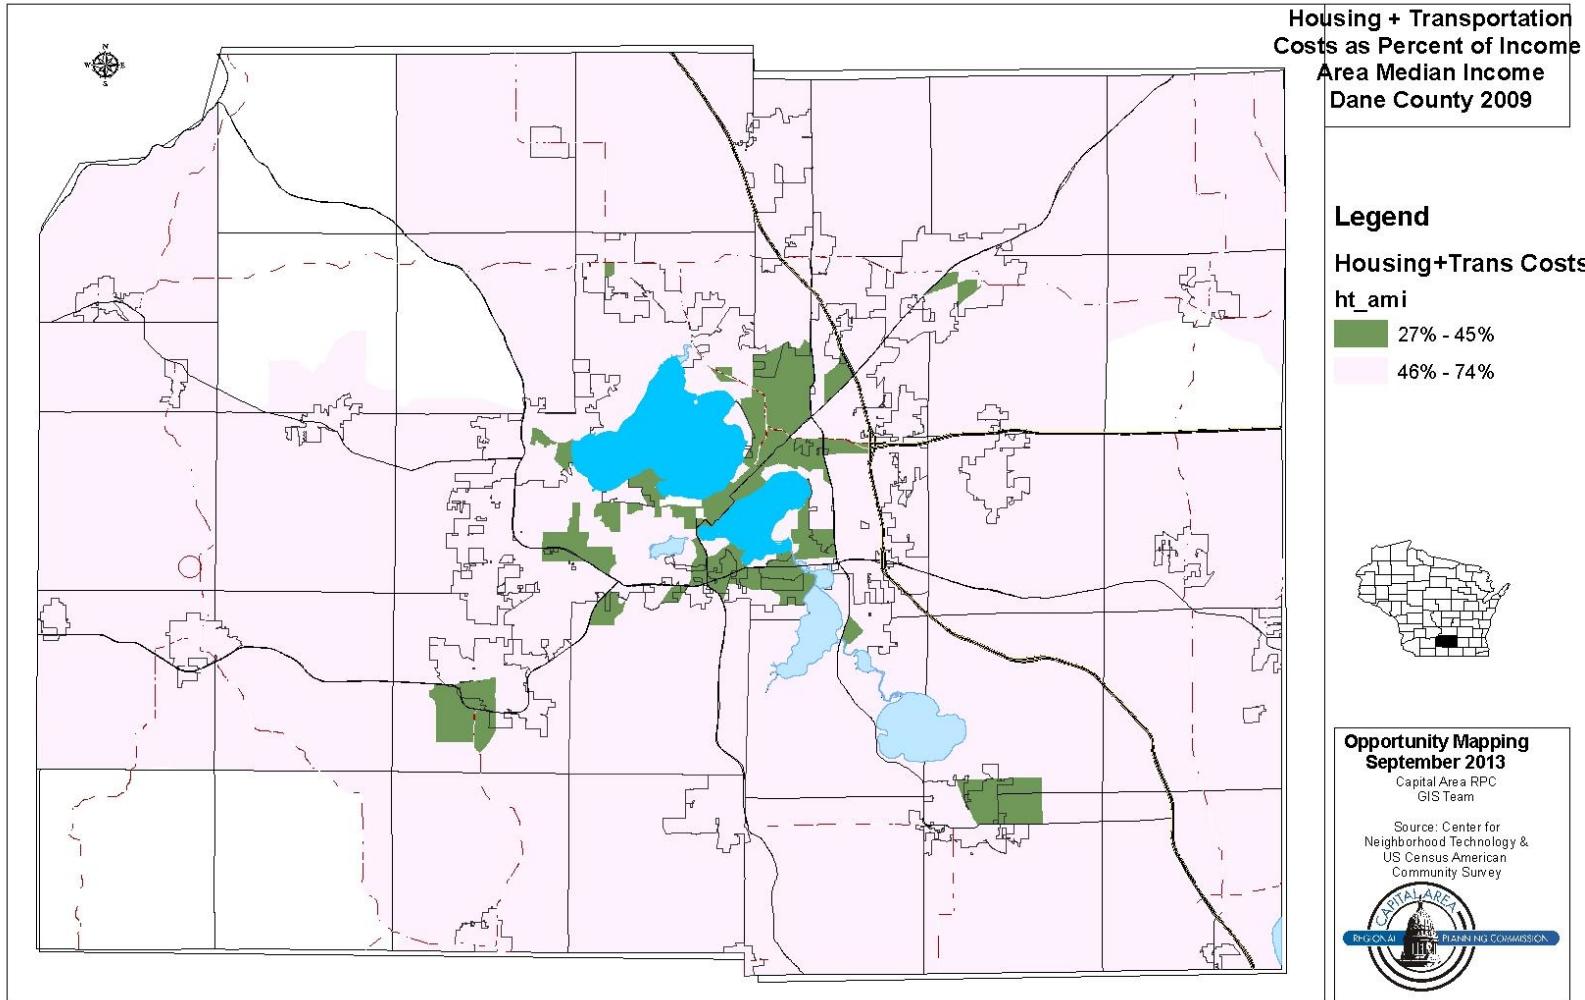 Housing + Transportation
Costs as Percent of Income
Area Median Income
Dane County 2009
N
W E
S
Legend
Housing+Trans Costs
ht_ami
27% - 45%
46% - 74%
Opportunity Mapping
September 2013
Capital Area RPC
GIS Team
Source: Center for
Neighborhood Technology &
US Census American
Community Survey
CAPITAL AREA
REGIONAL PLANNING COMMISSION